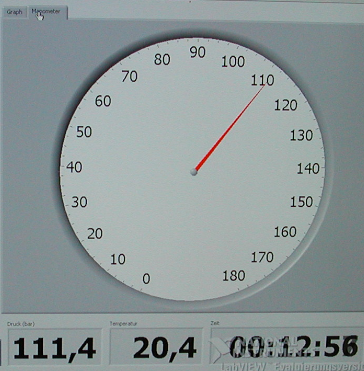 Graph Manometer
90
80 100
70 110
60 120
50 130
40 140
30 150
20 160
10 170
0 180
Druck (bar) Temperatur Zeit
111,4 20,4 00:12:56
LabVIEW Evaluierungsversion